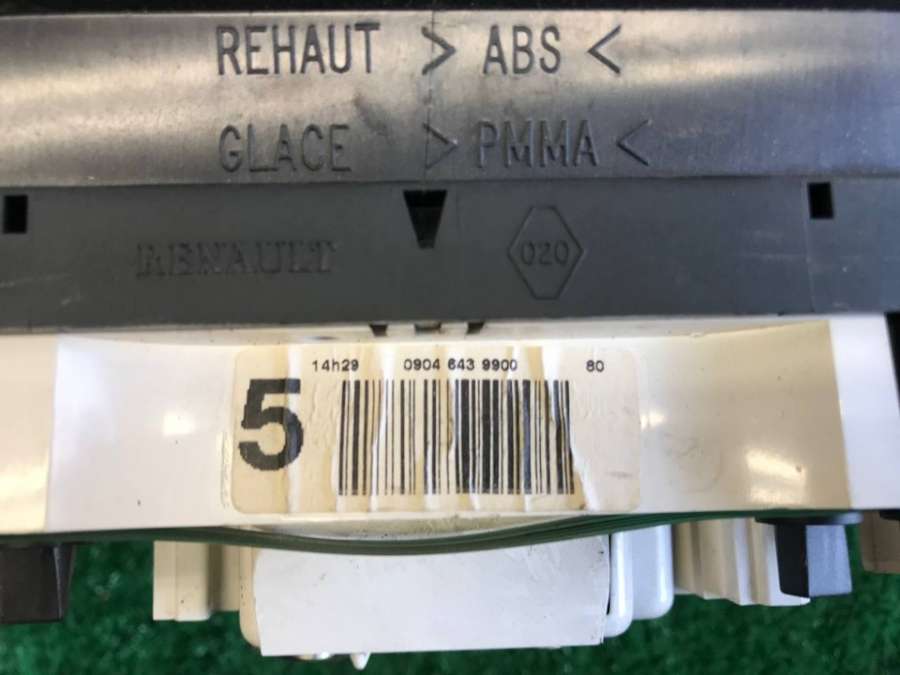 REHAUT > ABS <
GLACE > PMMA <
RENAULT 020
14h29 0904 643 9900 80
5